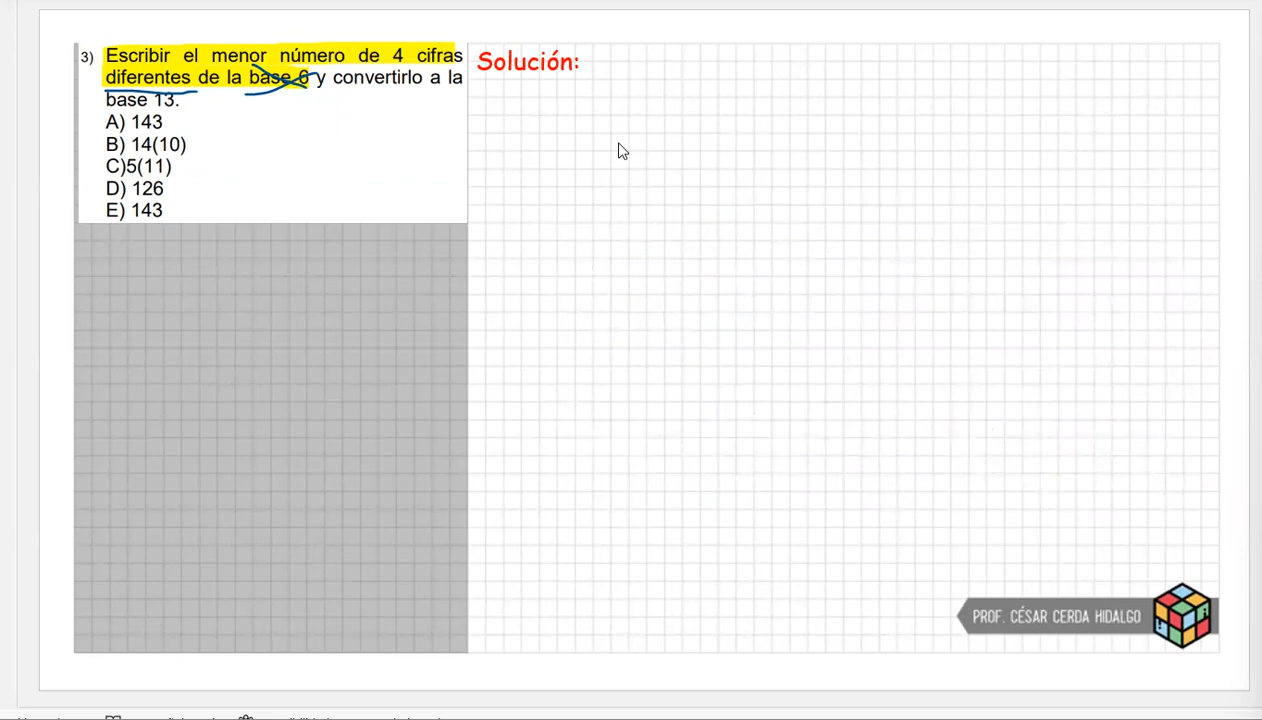 3) Escribir el menor número de 4 cifras
diferentes de la base 6 y convertirlo a la
base 13.
A) 143
B) 14(10)
C)5(11)
D) 126
E) 143
Solución:
PROF. CÉSAR CERDA HIDALGO